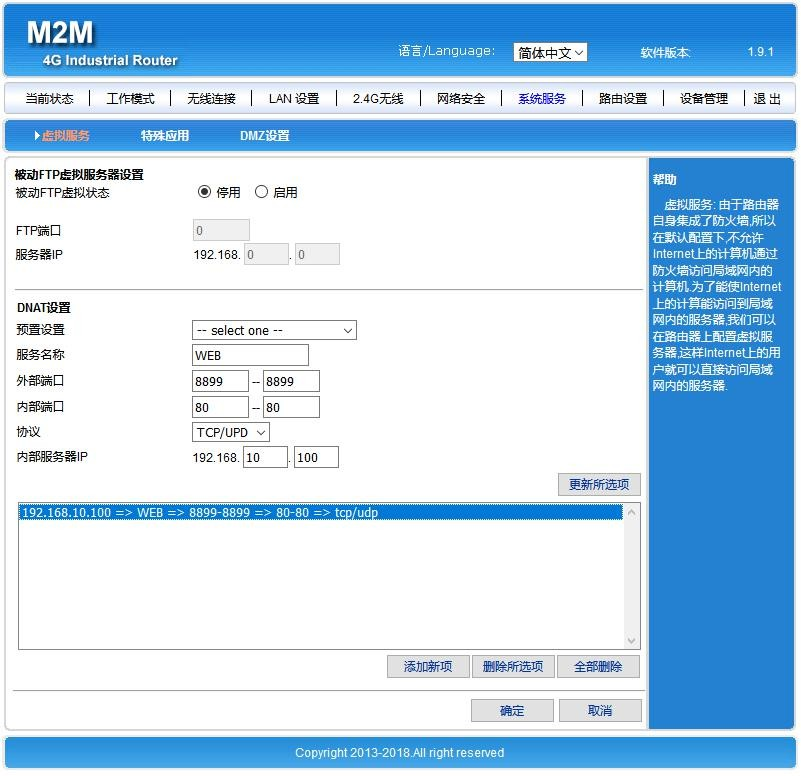 M2M
4G Industrial Router
语言/Language: 简体中文 软件版本: 1.9.1
当前状态 工作模式 无线连接 LAN 设置 2.4G无线 网络安全 系统服务 路由设置 设备管理 退 出
虚拟服务 特殊应用 DMZ设置
被动FTP虚拟服务器设置
被动FTP虚拟状态 停用 启用
FTP端口 0
服务器IP 192.168. 0 . 0
DNAT设置
预置设置 -- select one --
服务名称 WEB
外部端口 8899 -- 8899
内部端口 80 -- 80
协议 TCP/UPD
内部服务器IP 192.168. 10 . 100
更新所选项
192.168.10.100 => WEB => 8899-8899 => 80-80 => tcp/udp
添加新项 删除所选项 全部删除
确定 取消
帮助
虚拟服务: 由于路由器
自身集成了防火墙,所以
在默认配置下,不允许
Internet上的计算机通过
防火墙访问局域网内的
计算机.为了能使Internet
上的计算能访问到局域
网内的服务器,我们可以
在路由器上配置虚拟服
务器,这样Internet上的用
户就可以直接访问局域
网内的服务器.
Copyright 2013-2018.All right reserved